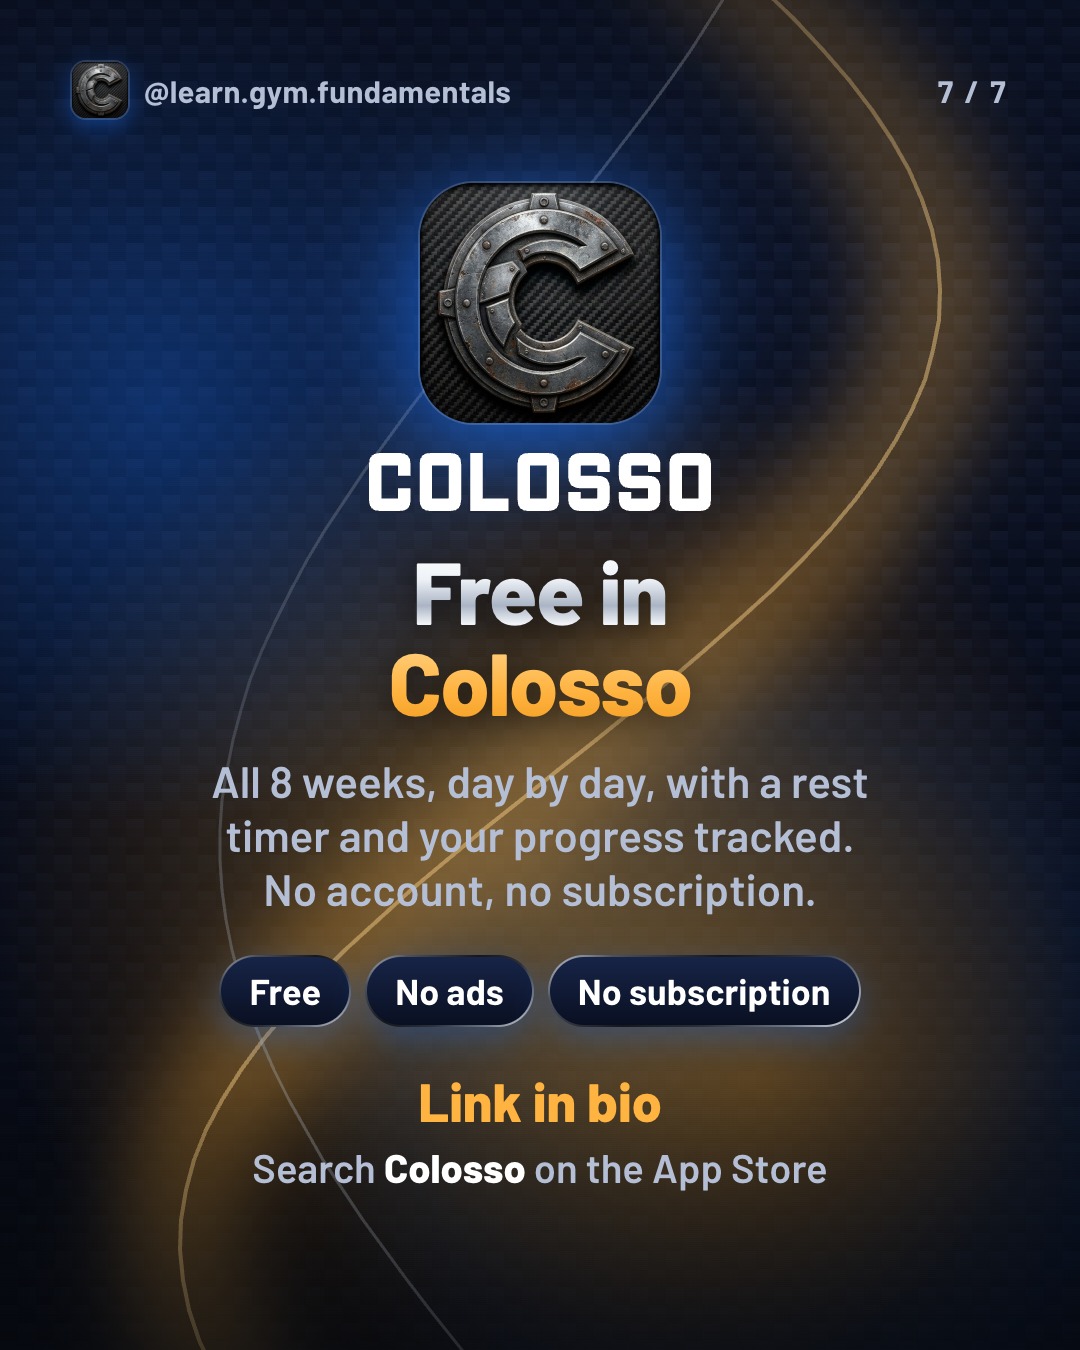 @learn.gym.fundamentals
7 / 7
COLOSSO
Free in
Colosso
All 8 weeks, day by day, with a rest
timer and your progress tracked.
No account, no subscription.
Free
No ads
No subscription
Link in bio
Search Colosso on the App Store